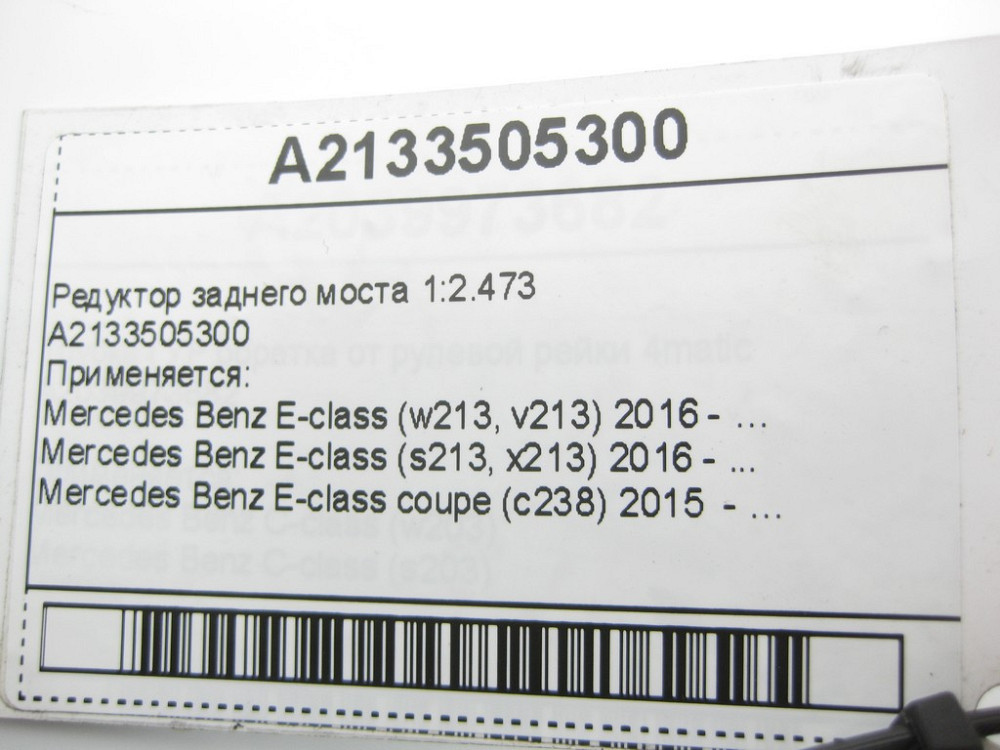 A2133505300
Редуктор заднего моста 1:2.473
A2133505300
Применяется:
Mercedes Benz E-class (w213, v213) 2016 - ...
Mercedes Benz E-class (s213, x213) 2016 - ...
Mercedes Benz E-class coupe (c238) 2015 - ...